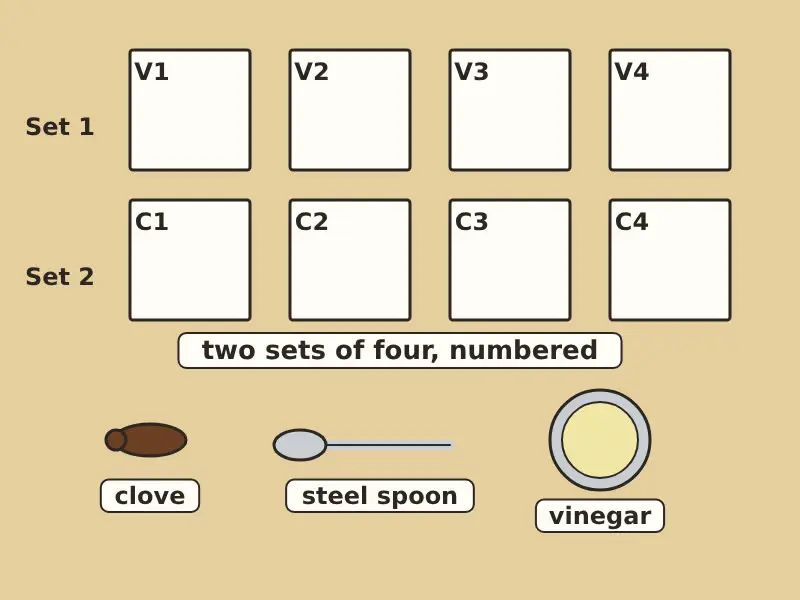 V1 V2 V3 V4
Set 1
C1 C2 C3 C4
Set 2
two sets of four, numbered
clove
steel spoon
vinegar